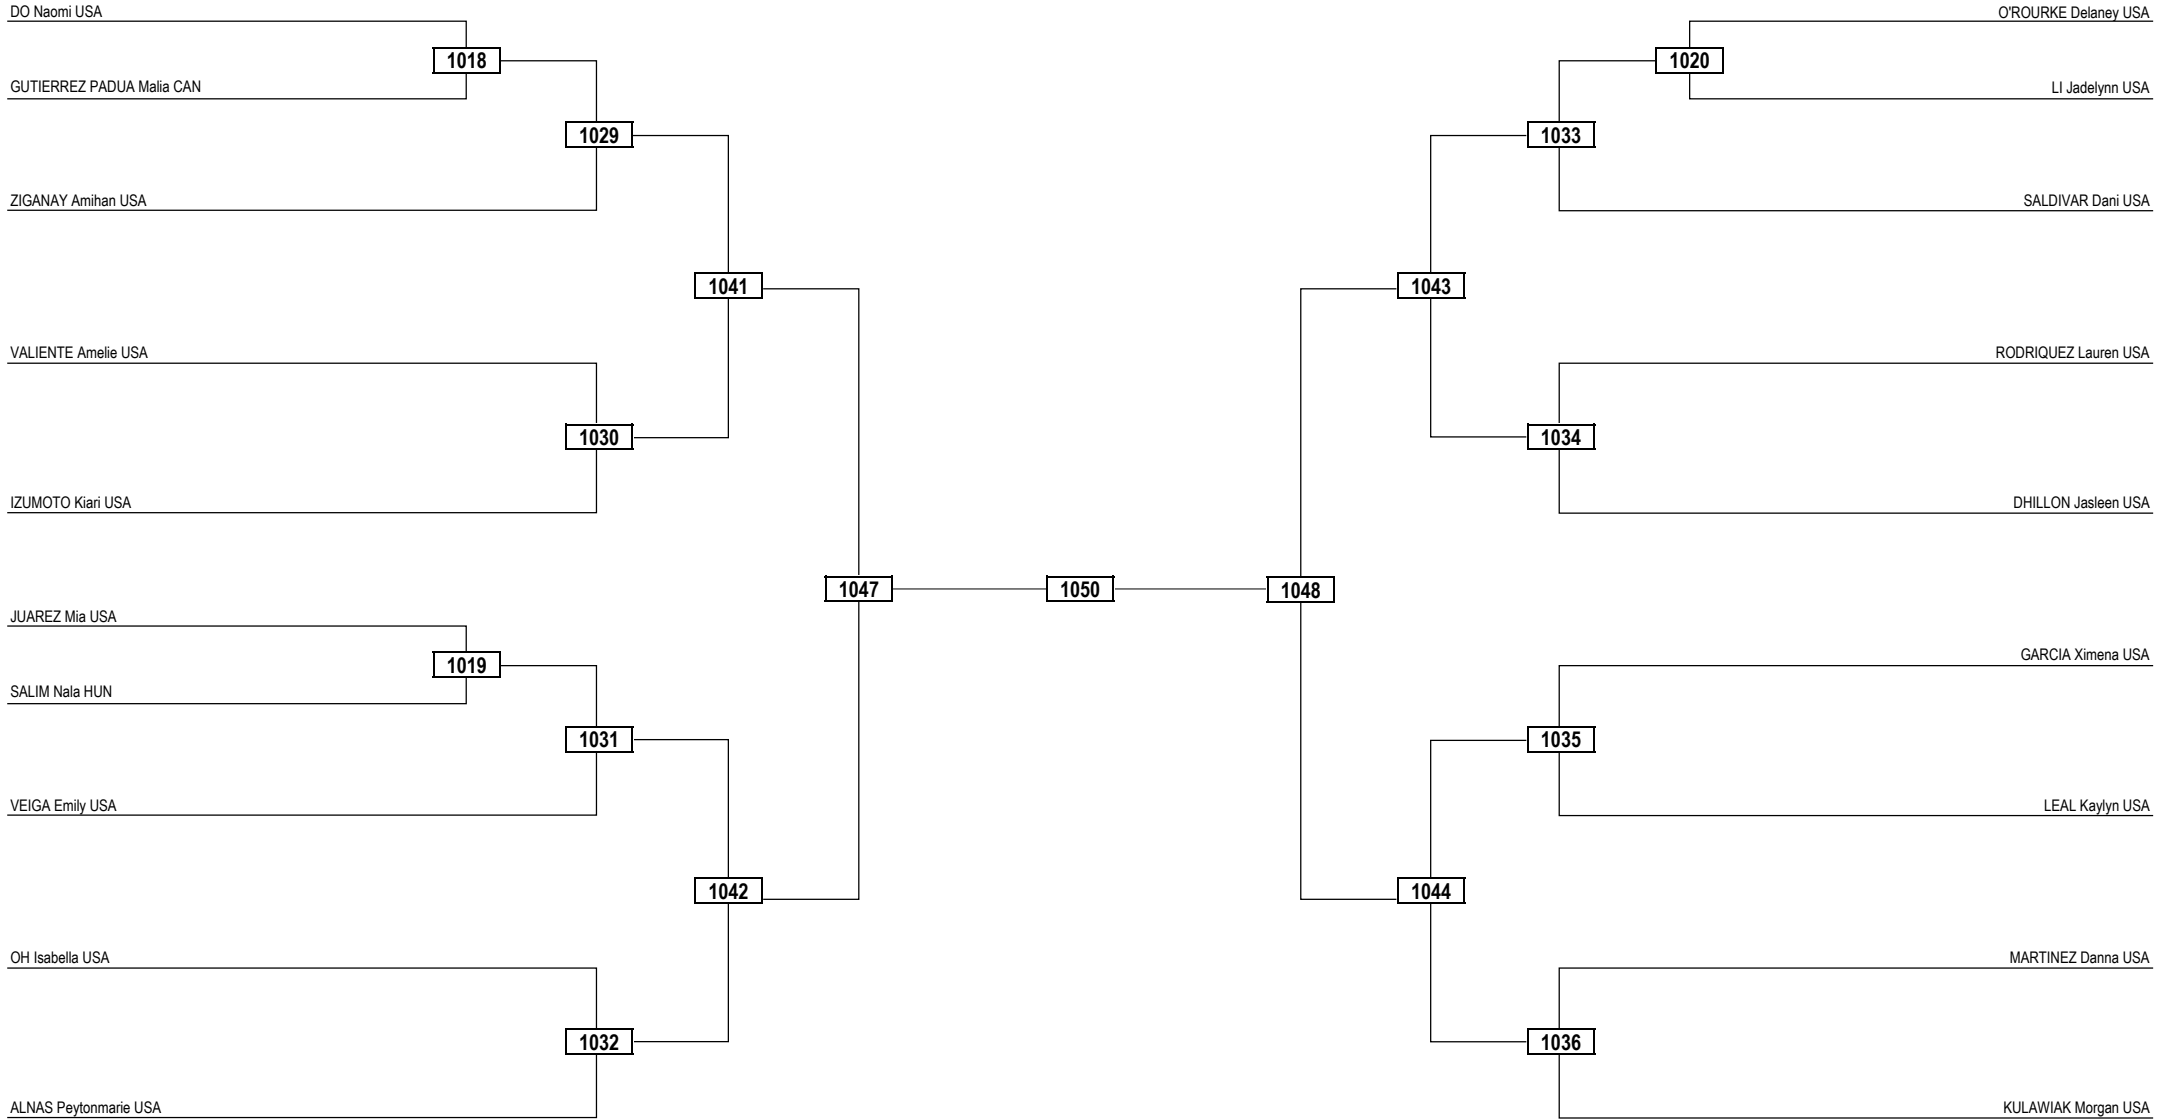 DO Naomi USA
O'ROURKE Delaney USA
1018
1020
GUTIERREZ PADUA Malia CAN
LI Jadelynn USA
1029
1033
ZIGANAY Amihan USA
SALDIVAR Dani USA
1041
1043
VALIENTE Amelie USA
RODRIQUEZ Lauren USA
1030
1034
IZUMOTO Kiari USA
DHILLON Jasleen USA
1047
1050
1048
JUAREZ Mia USA
GARCIA Ximena USA
1019
SALIM Nala HUN
1031
1035
VEIGA Emily USA
LEAL Kaylyn USA
1042
1044
OH Isabella USA
MARTINEZ Danna USA
1032
1036
ALNAS Peytonmarie USA
KULAWIAK Morgan USA